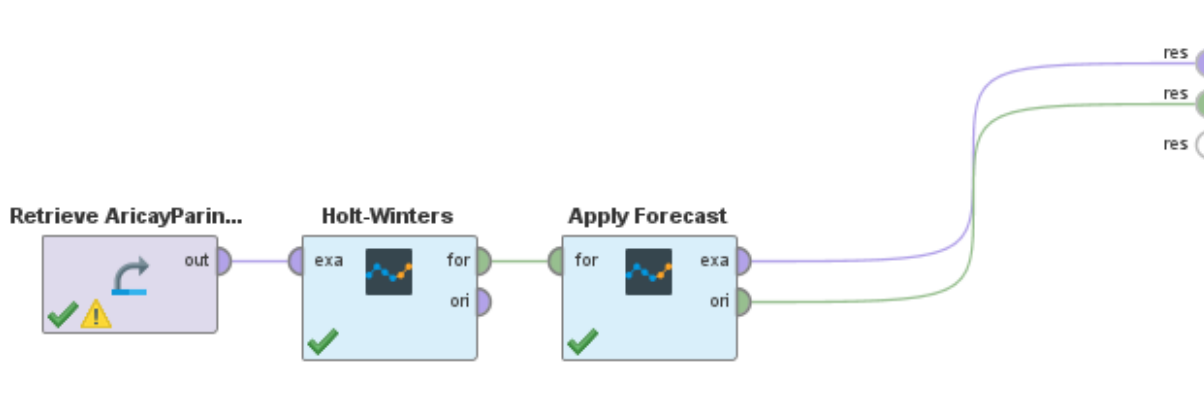 res
res
res
Retrieve AricayParin...
Holt-Winters
Apply Forecast
out
exa
for
for
exa
ori
ori